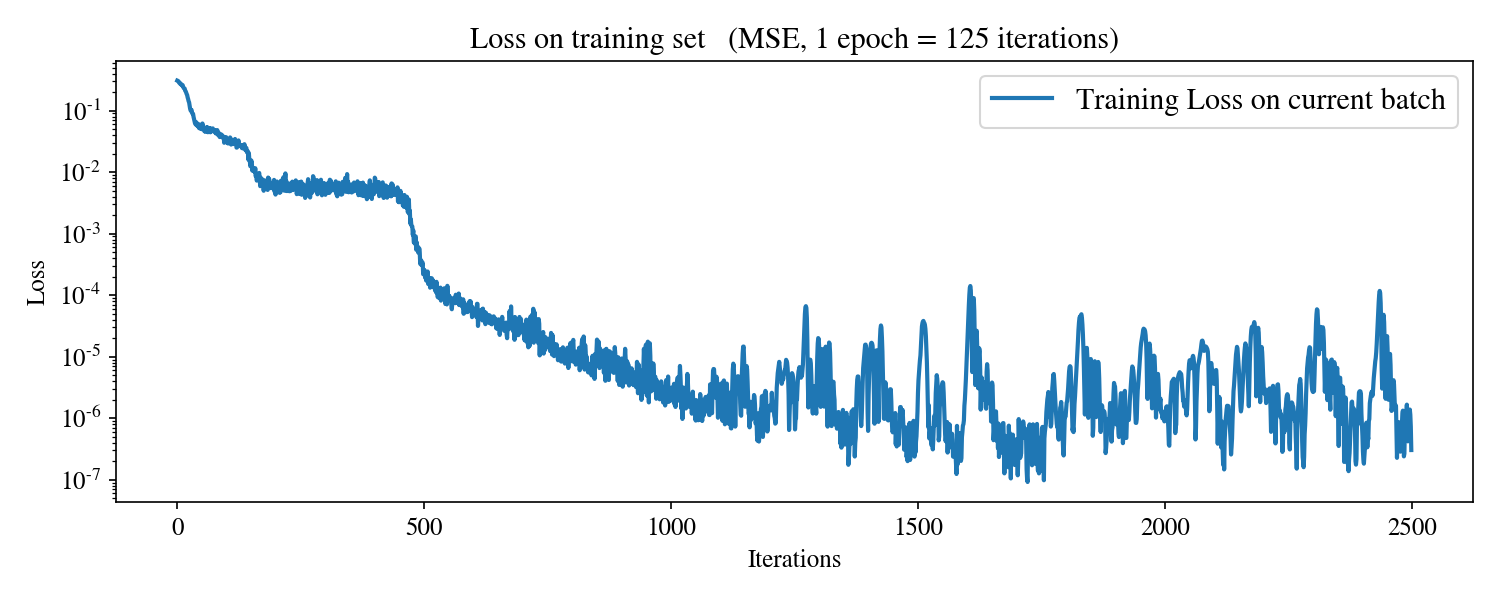 Loss on training set   (MSE, 1 epoch = 125 iterations)
Training Loss on current batch
Loss
10⁻¹
10⁻²
10⁻³
10⁻⁴
10⁻⁵
10⁻⁶
10⁻⁷
0 500 1000 1500 2000 2500
Iterations